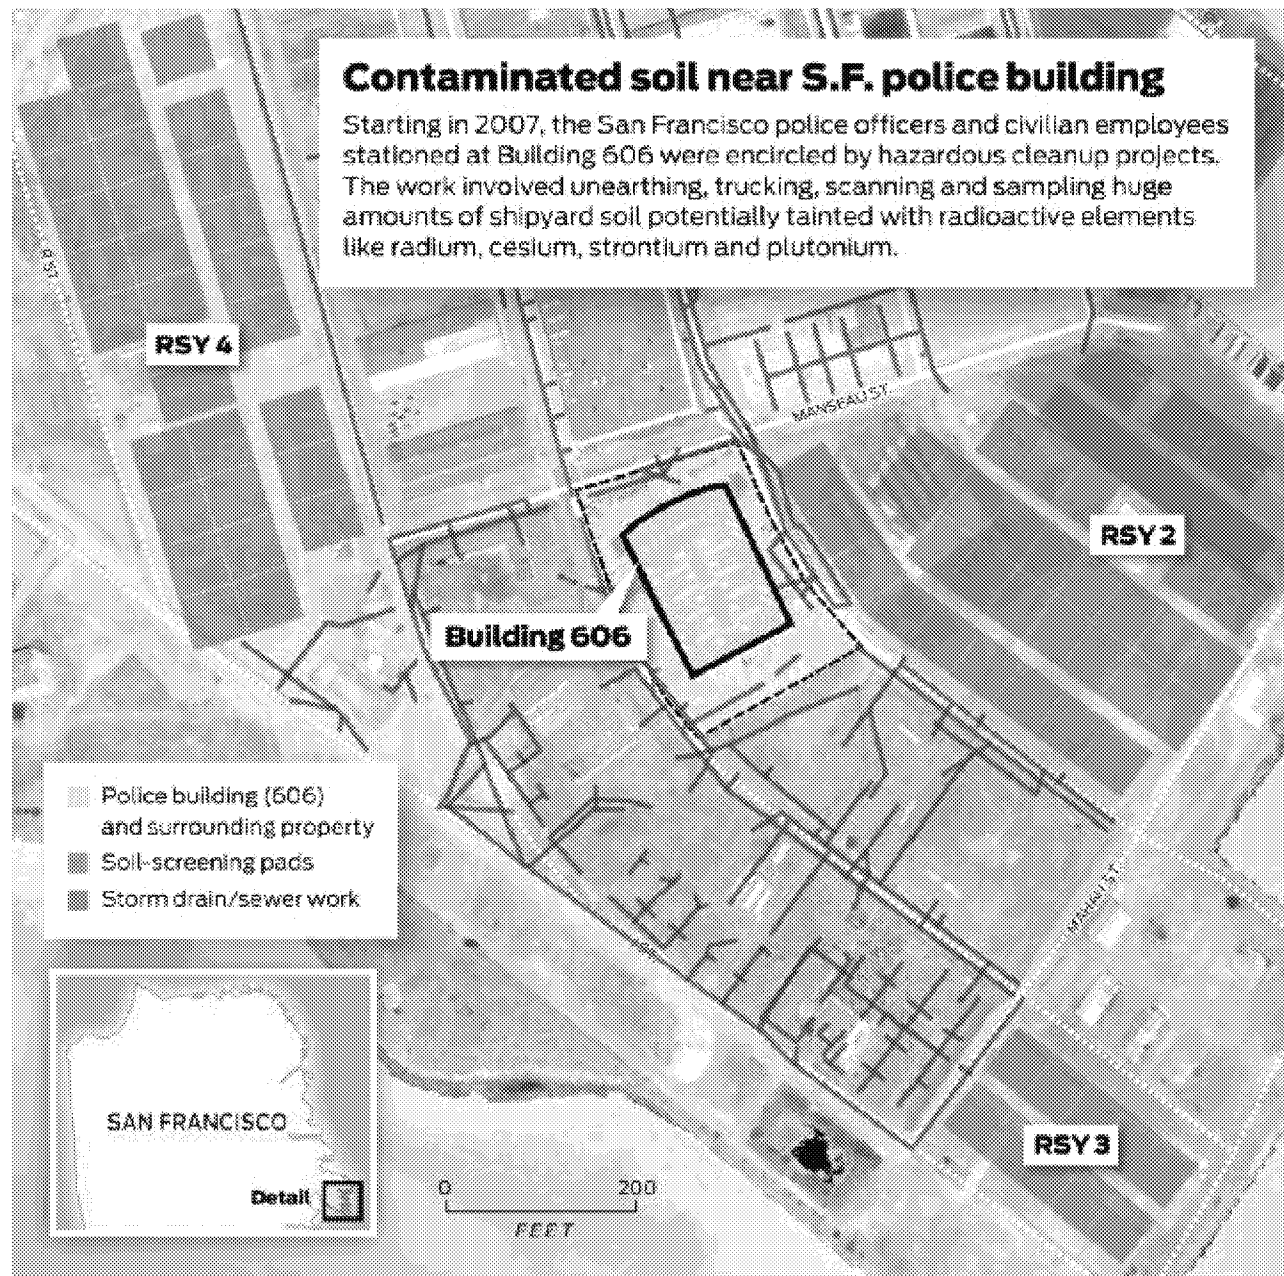 Contaminated soil near S.F. police building
Starting in 2007, the San Francisco police officers and civilian employees
stationed at Building 606 were encircled by hazardous cleanup projects.
The work involved unearthing, trucking, scanning and sampling huge
amounts of shipyard soil potentially tainted with radioactive elements
like radium, cesium, strontium and plutonium.
R ST.
RSY 4
MANSEAU ST.
RSY 2
Building 606
Police building (606)
and surrounding property
Soil-screening pads
Storm drain/sewer work
MAHAN ST.
SAN FRANCISCO
Detail
0 200
FEET
RSY 3